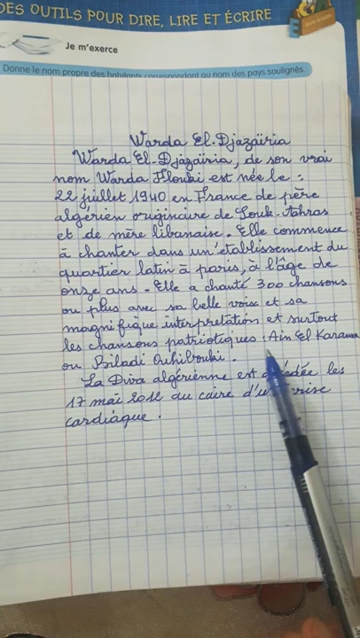 DES OUTILS POUR DIRE, LIRE ET ÉCRIRE
Je m'exerce
Donne le nom propre des habitants correspondant au nom des pays soulignés.
Warda El-Djazaïria
Warda El-Djazaïria, de son vrai
nom Warda Ftouki est née le :
22 juillet 1940 en France de père
algérien originaire de Souk-Ahras
et de mère libanaise. Elle commence
à chanter dans un établissement du
quartier latin à paris, à l'âge de
onze ans. Elle a chanté 300 chansons
ou plus avec sa belle voix et sa
magnifique interprétation et surtout
les chansons patriotiques : Ain El Karama
ou Biladi Ouhibouki.
La Diva algérienne est décédée les
17 mai 2012 du caire d'une crise
cardiaque.